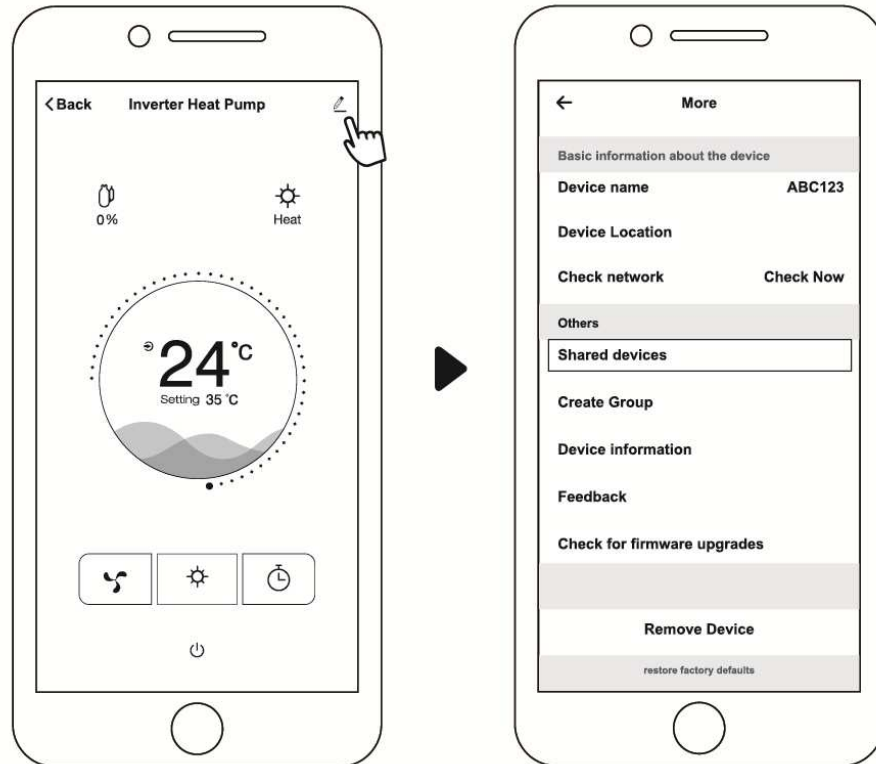 < Back Inverter Heat Pump
0%
Heat
24°C
Setting 35 °C
← More
Basic information about the device
Device name ABC123
Device Location
Check network Check Now
Others
Shared devices
Create Group
Device information
Feedback
Check for firmware upgrades
Remove Device
restore factory defaults